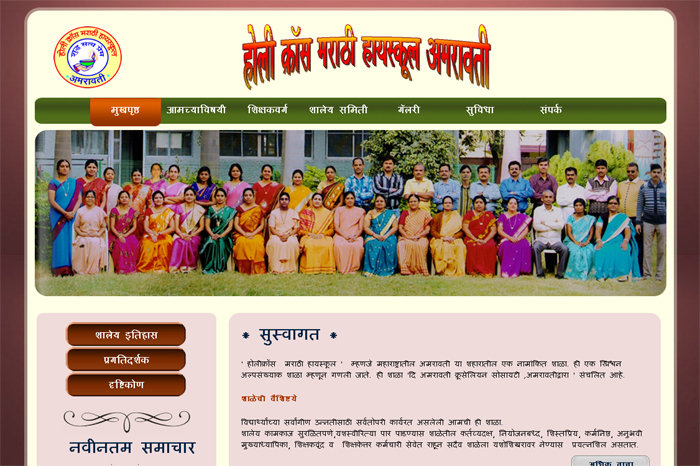 होली क्रॉस मराठी हायस्कूल
शुद्ध सत्य प्रेम
अमरावती
होली क्रॉस मराठी हायस्कूल अमरावती
मुखपृष्ठ आमच्याविषयी शिक्षकवर्ग शालेय समिती गॅलरी सुविधा संपर्क
शालेय इतिहास
प्रगतिदर्शक
दृष्टिकोण
नवीनतम समाचार
* सुस्वागत *
' होलीक्रॉस मराठी हायस्कूल ' म्हणजे महाराष्ट्रातील अमरावती या शहरातील एक नामांकित शाळा. ही एक ख्रिश्चन
अल्पसंख्याक शाळा म्हणून गणली जाते. ही शाळा 'दि अमरावती क्रूसेलियन सोसायटी ,अमरावतीद्वारा ' संचलित आहे.
शाळेची वैशिष्टये
विद्यार्थ्यांच्या सर्वांगीण उन्नतीसाठी सर्वतोपरी कार्यरत असलेली आमची ही शाळा.
शालेय कामकाज सुरळितपणे,यशस्वीरित्या पार पाडण्यास शाळेतील कर्तव्यदक्ष, नियोजनबध्द, शिस्तप्रिय, कर्मनिष्ठ, अनुभवी
मुख्याध्यापिका, शिक्षकवृंद व शिक्षकेत्तर कर्मचारी सेवेत राहून सदैव शाळेला यशोशिखरावर नेण्यास प्रयत्नशिल असतात.
अधिक वाचा